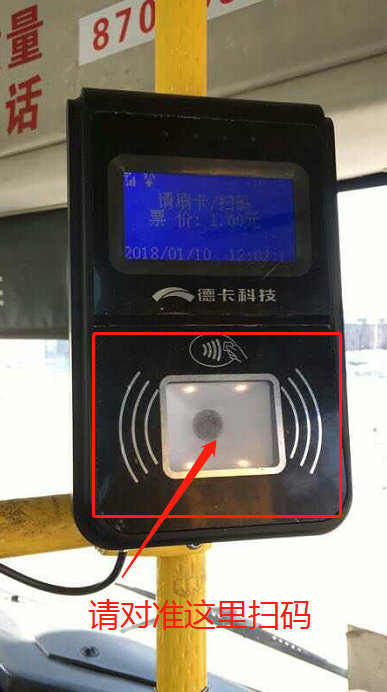 量
话
870
请刷卡/扫码
票 价: 1.00元
2018/01/10 12:02:
德卡科技
请对准这里扫码